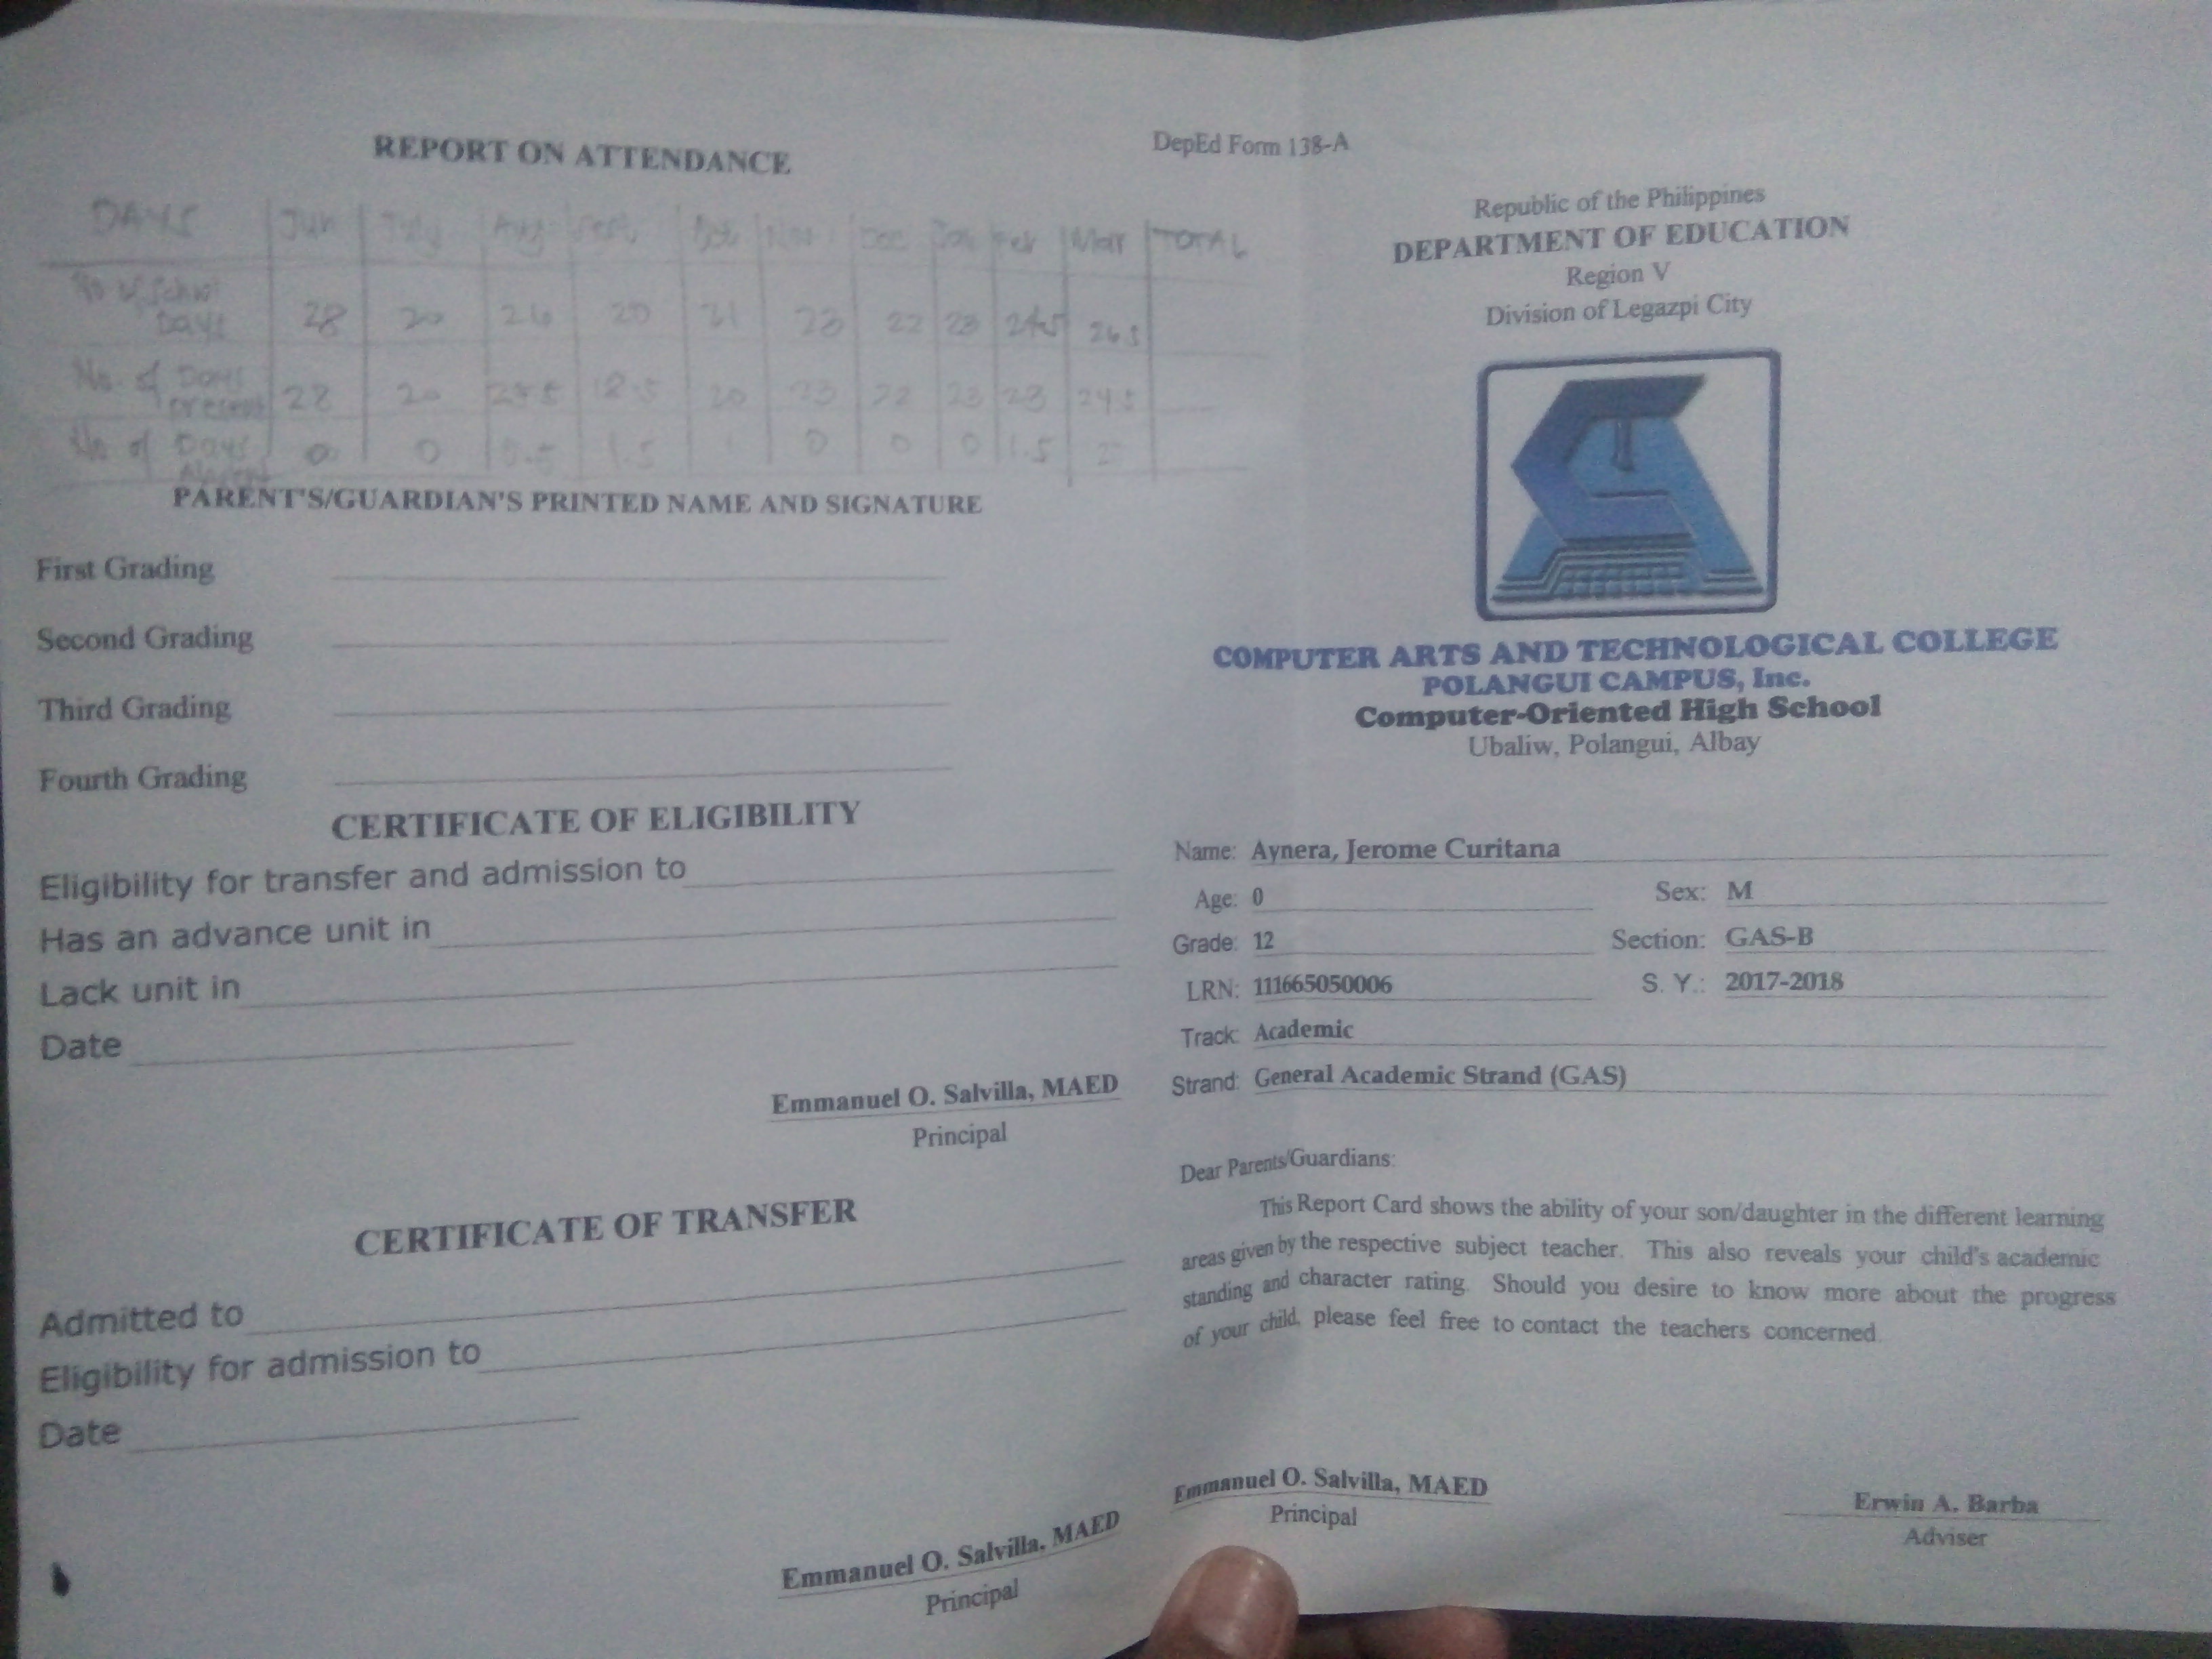 REPORT ON ATTENDANCE
DAYS Jun July Aug Sept Oct Nov Dec Jan Feb Mar TOTAL
No of School Days 28 20 26 20 21 23 22 23 24.5 26.5
No. of Days present 28 20 18.5 20 23 22 23 23 24.5
No. of Days Absent 0 0 0.5 1.5 1 0 0 0 1.5
PARENT'S/GUARDIAN'S PRINTED NAME AND SIGNATURE
First Grading
Second Grading
Third Grading
Fourth Grading
CERTIFICATE OF ELIGIBILITY
Eligibility for transfer and admission to
Has an advance unit in
Lack unit in
Date
Emmanuel O. Salvilla, MAED
Principal
CERTIFICATE OF TRANSFER
Admitted to
Eligibility for admission to
Date
Emmanuel O. Salvilla, MAED
Principal
DepEd Form 138-A
Republic of the Philippines
DEPARTMENT OF EDUCATION
Region V
Division of Legazpi City
COMPUTER ARTS AND TECHNOLOGICAL COLLEGE
POLANGUI CAMPUS, Inc.
Computer-Oriented High School
Ubaliw, Polangui, Albay
Name: Aynera, Jerome Curitana
Age: 0 Sex: M
Grade: 12 Section: GAS-B
LRN: 111665050006 S. Y.: 2017-2018
Track: Academic
Strand: General Academic Strand (GAS)
Dear Parents/Guardians:
This Report Card shows the ability of your son/daughter in the different learning
areas given by the respective subject teacher. This also reveals your child's academic
standing and character rating. Should you desire to know more about the progress
of your child, please feel free to contact the teachers concerned.
Emmanuel O. Salvilla, MAED
Principal
Erwin A. Barba
Adviser